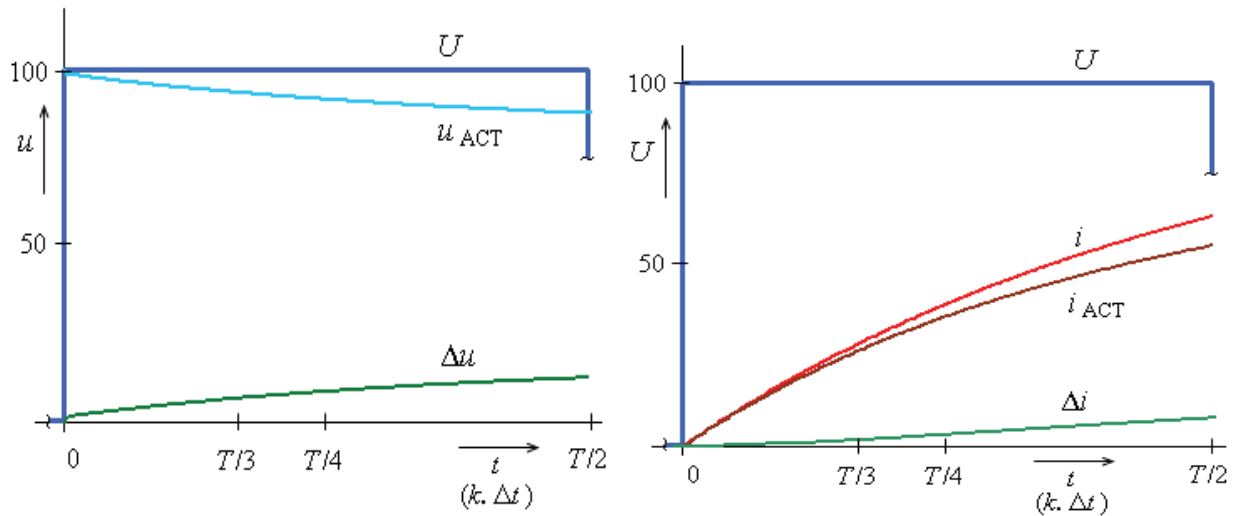 U
100
u
u ACT
50
Δu
0
T/3
T/4
t
T/2
(k. Δt)
U
100
U
i
50
i ACT
Δi
0
T/3
T/4
t
T/2
(k. Δt)